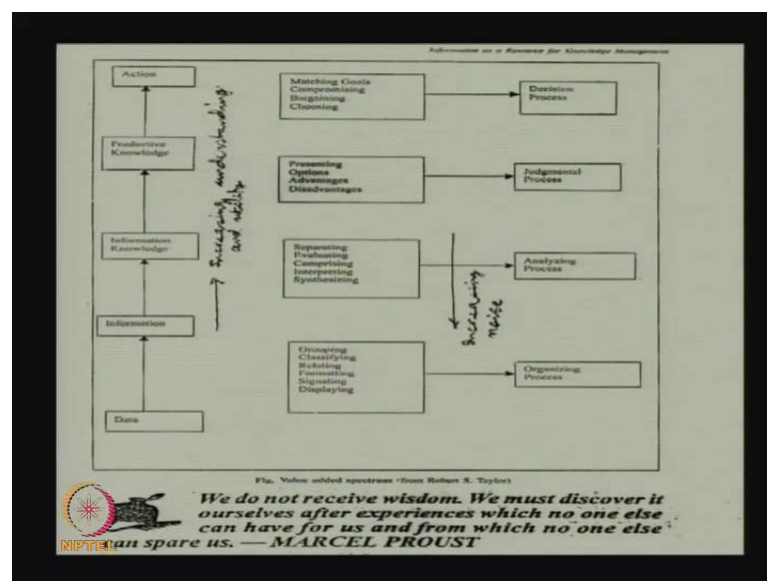 Information as a Resource for Knowledge Management
Action
Productive
Knowledge
Information
Knowledge
Information
Data
Increasing understanding
and utility
Matching Goals
Compromising
Bargaining
Choosing
Decision
Process
Presenting
Options
Advantages
Disadvantages
Judgmental
Process
Separating
Evaluating
Comprising
Interpreting
Synthesizing
Analyzing
Process
Increasing
noise
Grouping
Classifying
Relating
Formatting
Signaling
Displaying
Organizing
Process
Fig. Value added spectrum (from Robert S. Taylor)
We do not receive wisdom. We must discover it
ourselves after experiences which no one else
can have for us and from which no one else
can spare us. — MARCEL PROUST
NPTEL